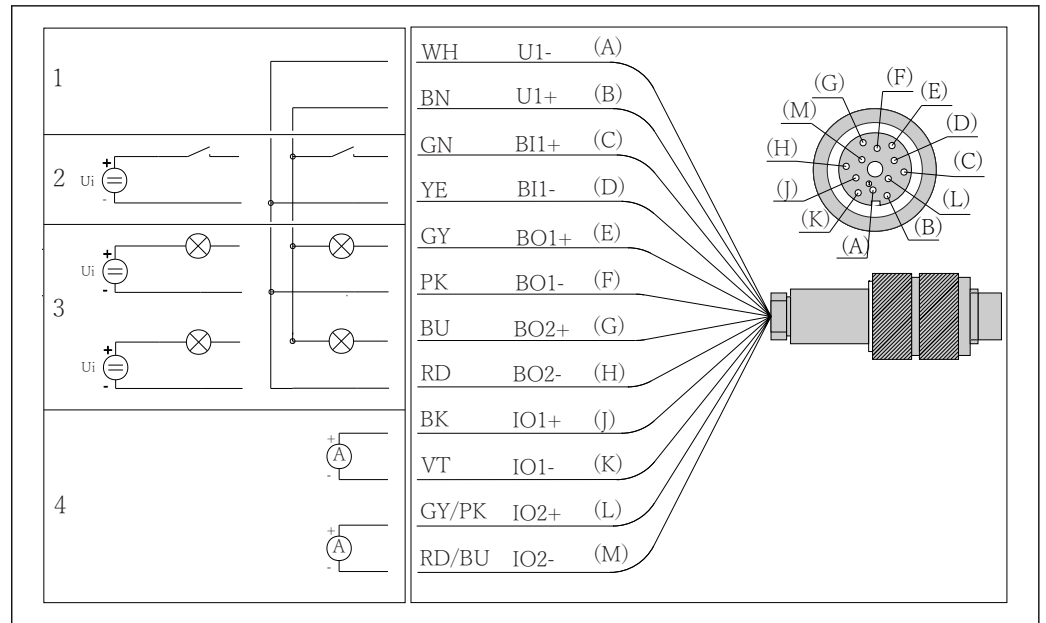 1
2
Ui
+
-
3
Ui
+
-
Ui
+
-
4
+
A
-
+
A
-
WH U1- (A)
BN U1+ (B)
GN BI1+ (C)
YE BI1- (D)
GY BO1+ (E)
PK BO1- (F)
BU BO2+ (G)
RD BO2- (H)
BK IO1+ (J)
VT IO1- (K)
GY/PK IO2+ (L)
RD/BU IO2- (M)
(F)
(G) (E)
(M) (D)
(H) (C)
(J) (L)
(K) (B)
(A)